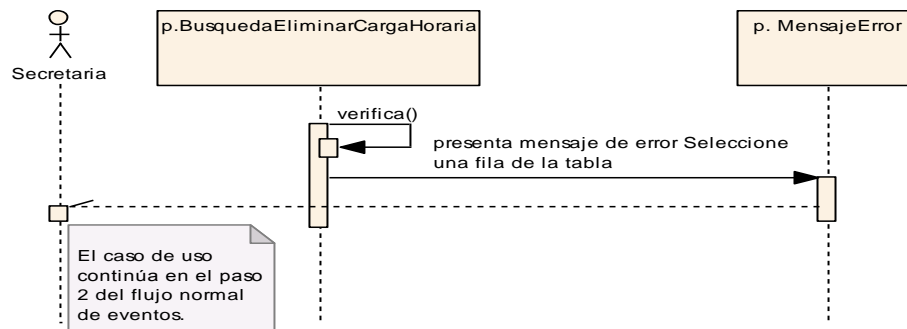 p.BusquedaEliminarCargaHoraria
p. MensajeError
Secretaria
verifica()
presenta mensaje de error Seleccione
una fila de la tabla
El caso de uso
continúa en el paso
2 del flujo normal
de eventos.